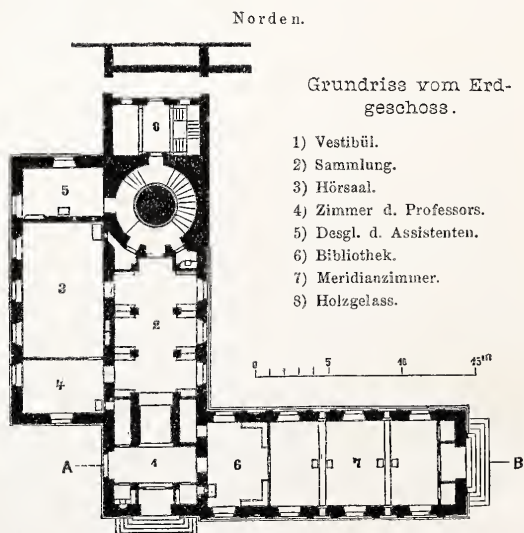 Norden.
Grundriss vom Erd-
geschoss.
1) Vestibül.
2) Sammlung.
3) Hörsaal.
4) Zimmer d. Professors.
5) Desgl. d. Assistenten.
6) Bibliothek.
7) Meridianzimmer.
8) Holzgelass.
8
5
3
2
4
0 5 10 15 m
A
1
6
7
B